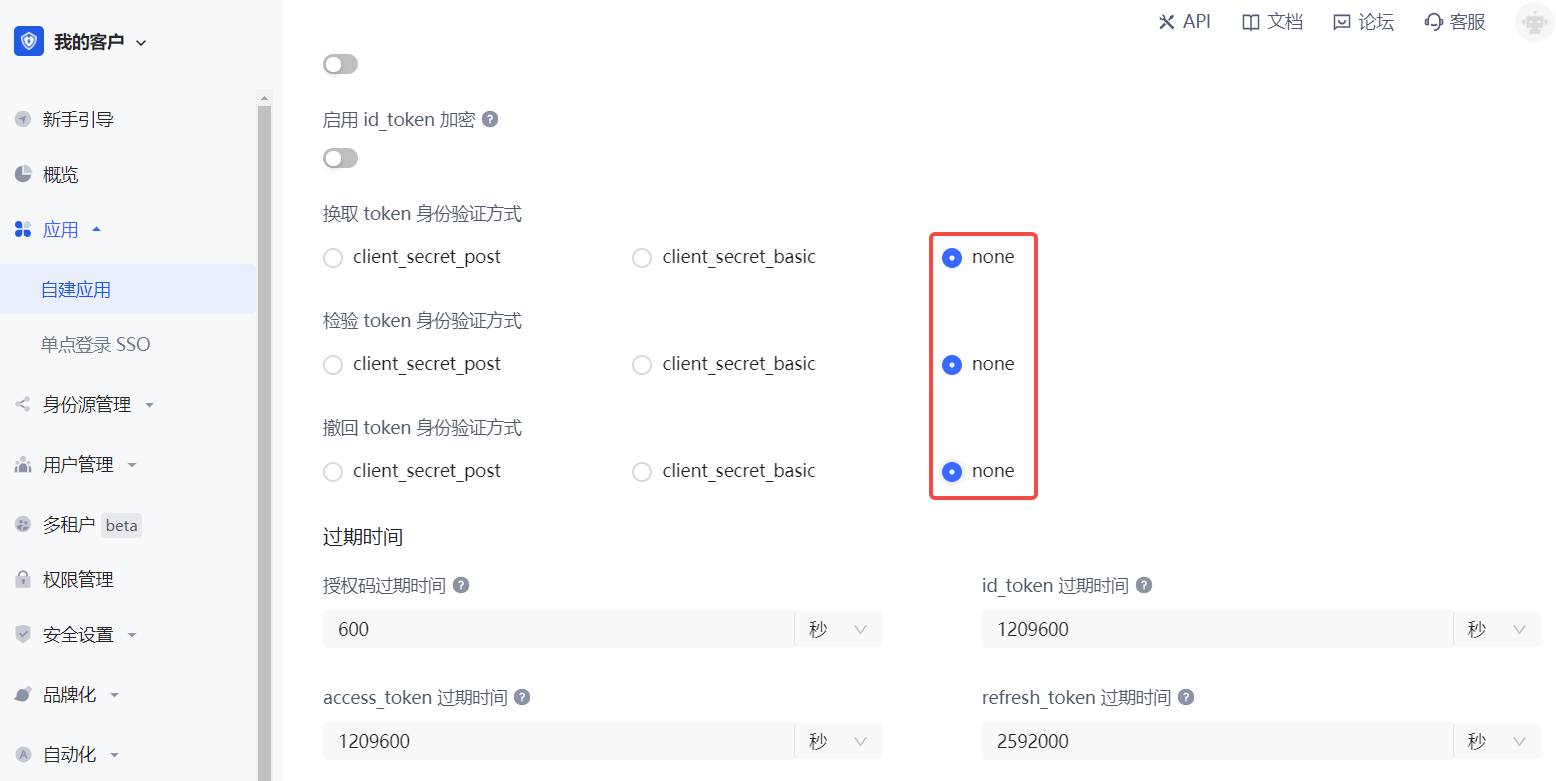 我的客户
API
文档
论坛
客服
新手引导
概览
应用
自建应用
单点登录 SSO
身份源管理
用户管理
多租户 beta
权限管理
安全设置
品牌化
自动化
启用 id_token 加密
换取 token 身份验证方式
client_secret_post client_secret_basic none
检验 token 身份验证方式
client_secret_post client_secret_basic none
撤回 token 身份验证方式
client_secret_post client_secret_basic none
过期时间
授权码过期时间
600 秒
id_token 过期时间
1209600 秒
access_token 过期时间
1209600 秒
refresh_token 过期时间
2592000 秒